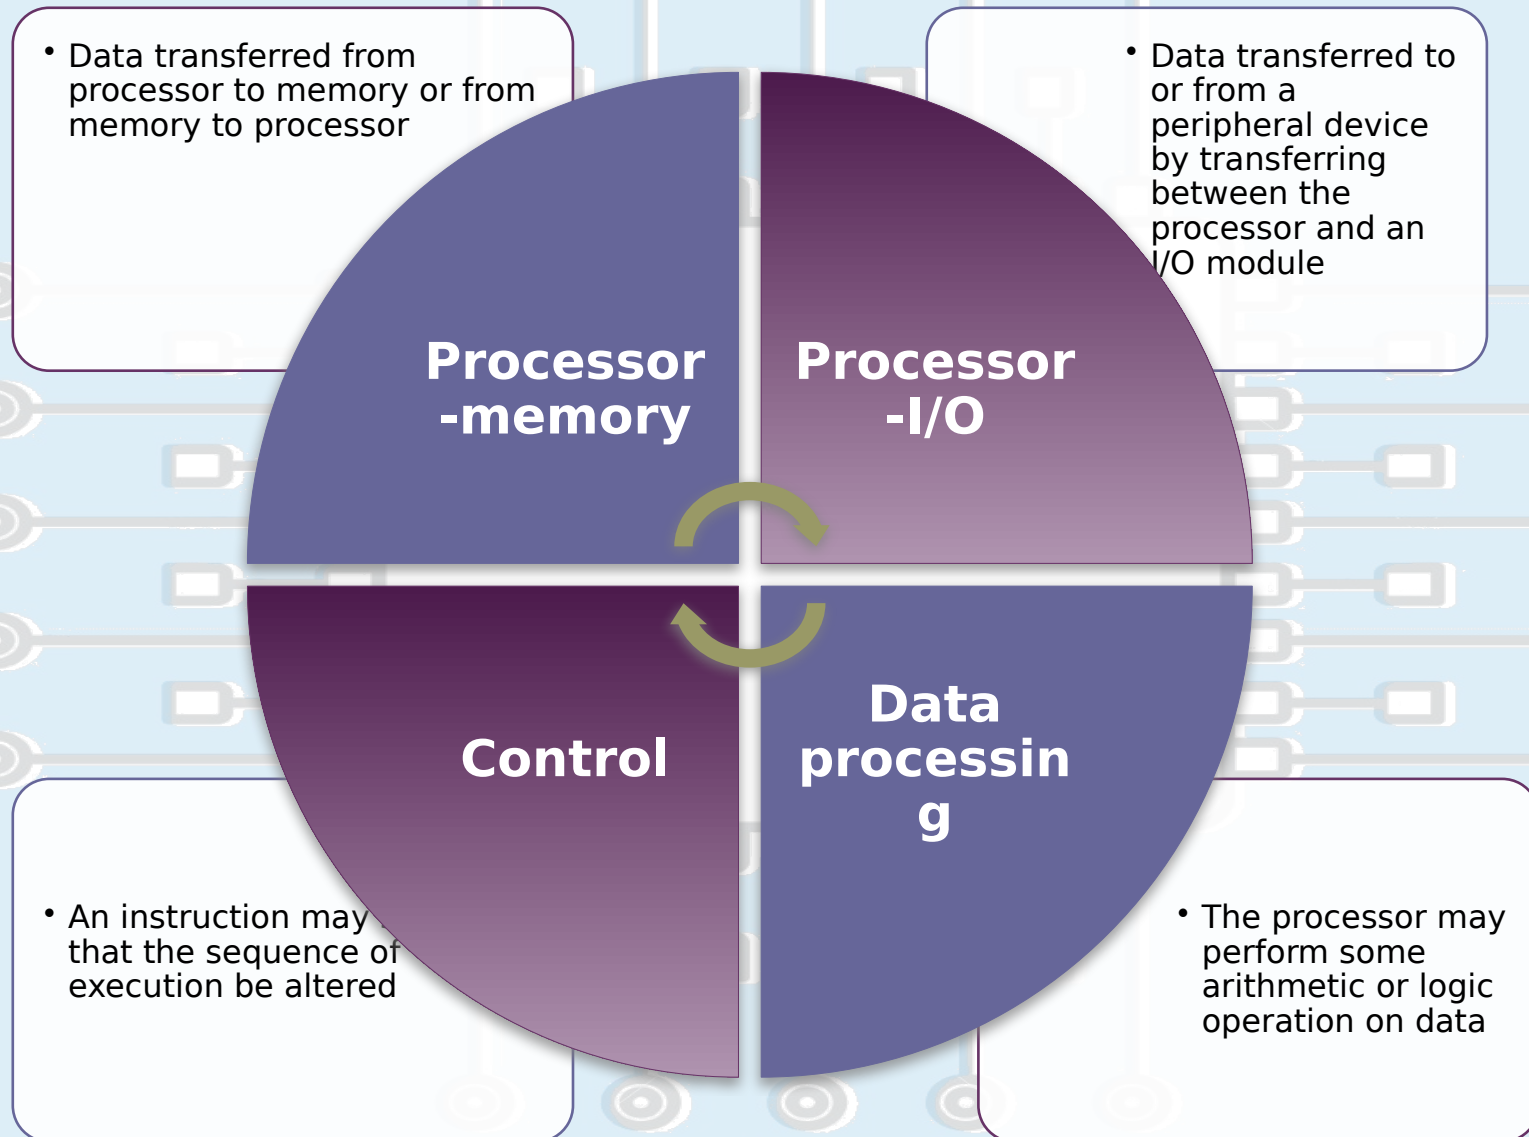 • Data transferred from
processor to memory or from
memory to processor
• Data transferred to
or from a
peripheral device
by transferring
between the
processor and an
I/O module
Processor
-memory
Processor
-I/O
Control
Data
processin
g
• An instruction may
that the sequence of
execution be altered
• The processor may
perform some
arithmetic or logic
operation on data